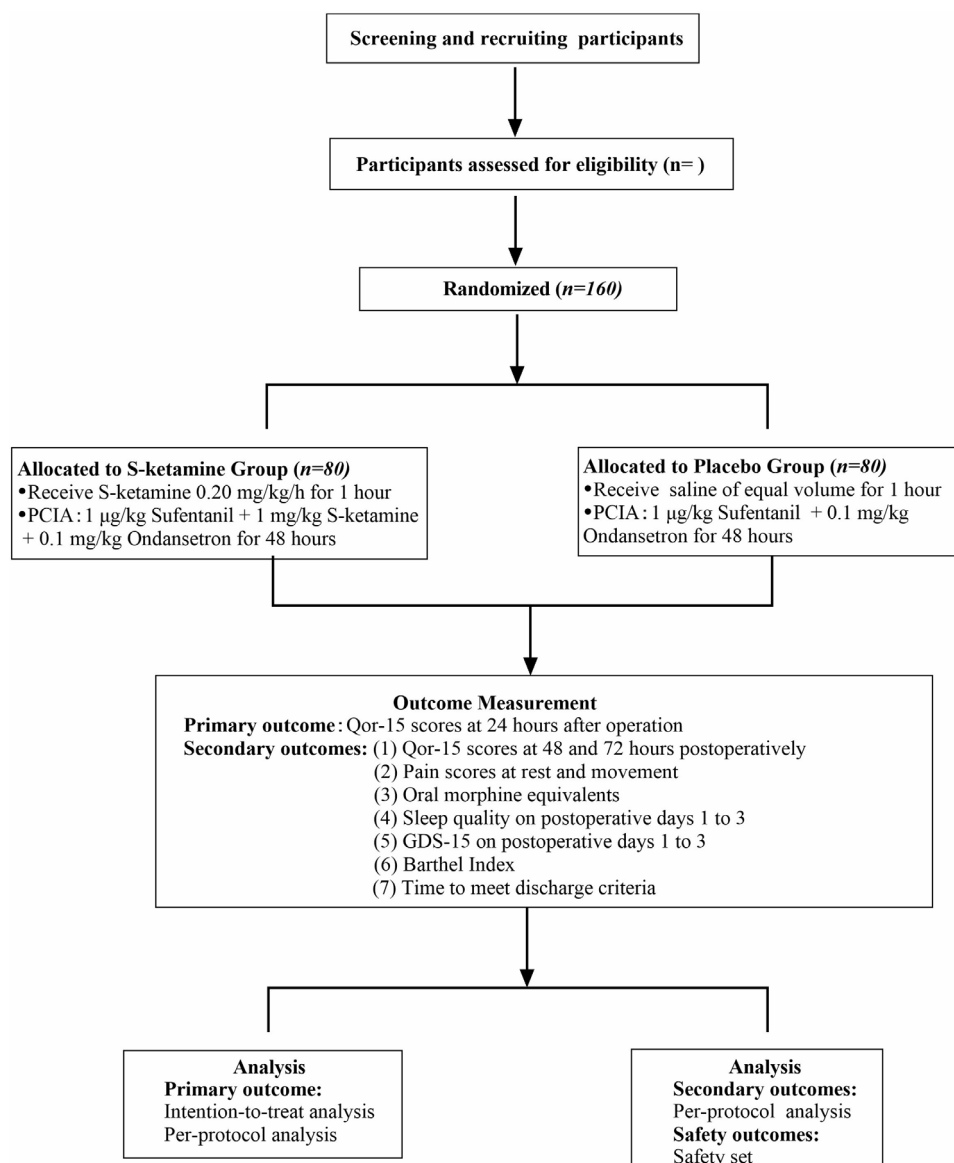 Screening and recruiting participants
Participants assessed for eligibility (n= )
Randomized (n=160)
Allocated to S-ketamine Group (n=80)
•Receive S-ketamine 0.20 mg/kg/h for 1 hour
•PCIA: 1 μg/kg Sufentanil + 1 mg/kg S-ketamine
+ 0.1 mg/kg Ondansetron for 48 hours
Allocated to Placebo Group (n=80)
•Receive saline of equal volume for 1 hour
•PCIA: 1 μg/kg Sufentanil + 0.1 mg/kg
Ondansetron for 48 hours
Outcome Measurement
Primary outcome: Qor-15 scores at 24 hours after operation
Secondary outcomes: (1) Qor-15 scores at 48 and 72 hours postoperatively
(2) Pain scores at rest and movement
(3) Oral morphine equivalents
(4) Sleep quality on postoperative days 1 to 3
(5) GDS-15 on postoperative days 1 to 3
(6) Barthel Index
(7) Time to meet discharge criteria
Analysis
Primary outcome:
Intention-to-treat analysis
Per-protocol analysis
Analysis
Secondary outcomes:
Per-protocol analysis
Safety outcomes:
Safety set